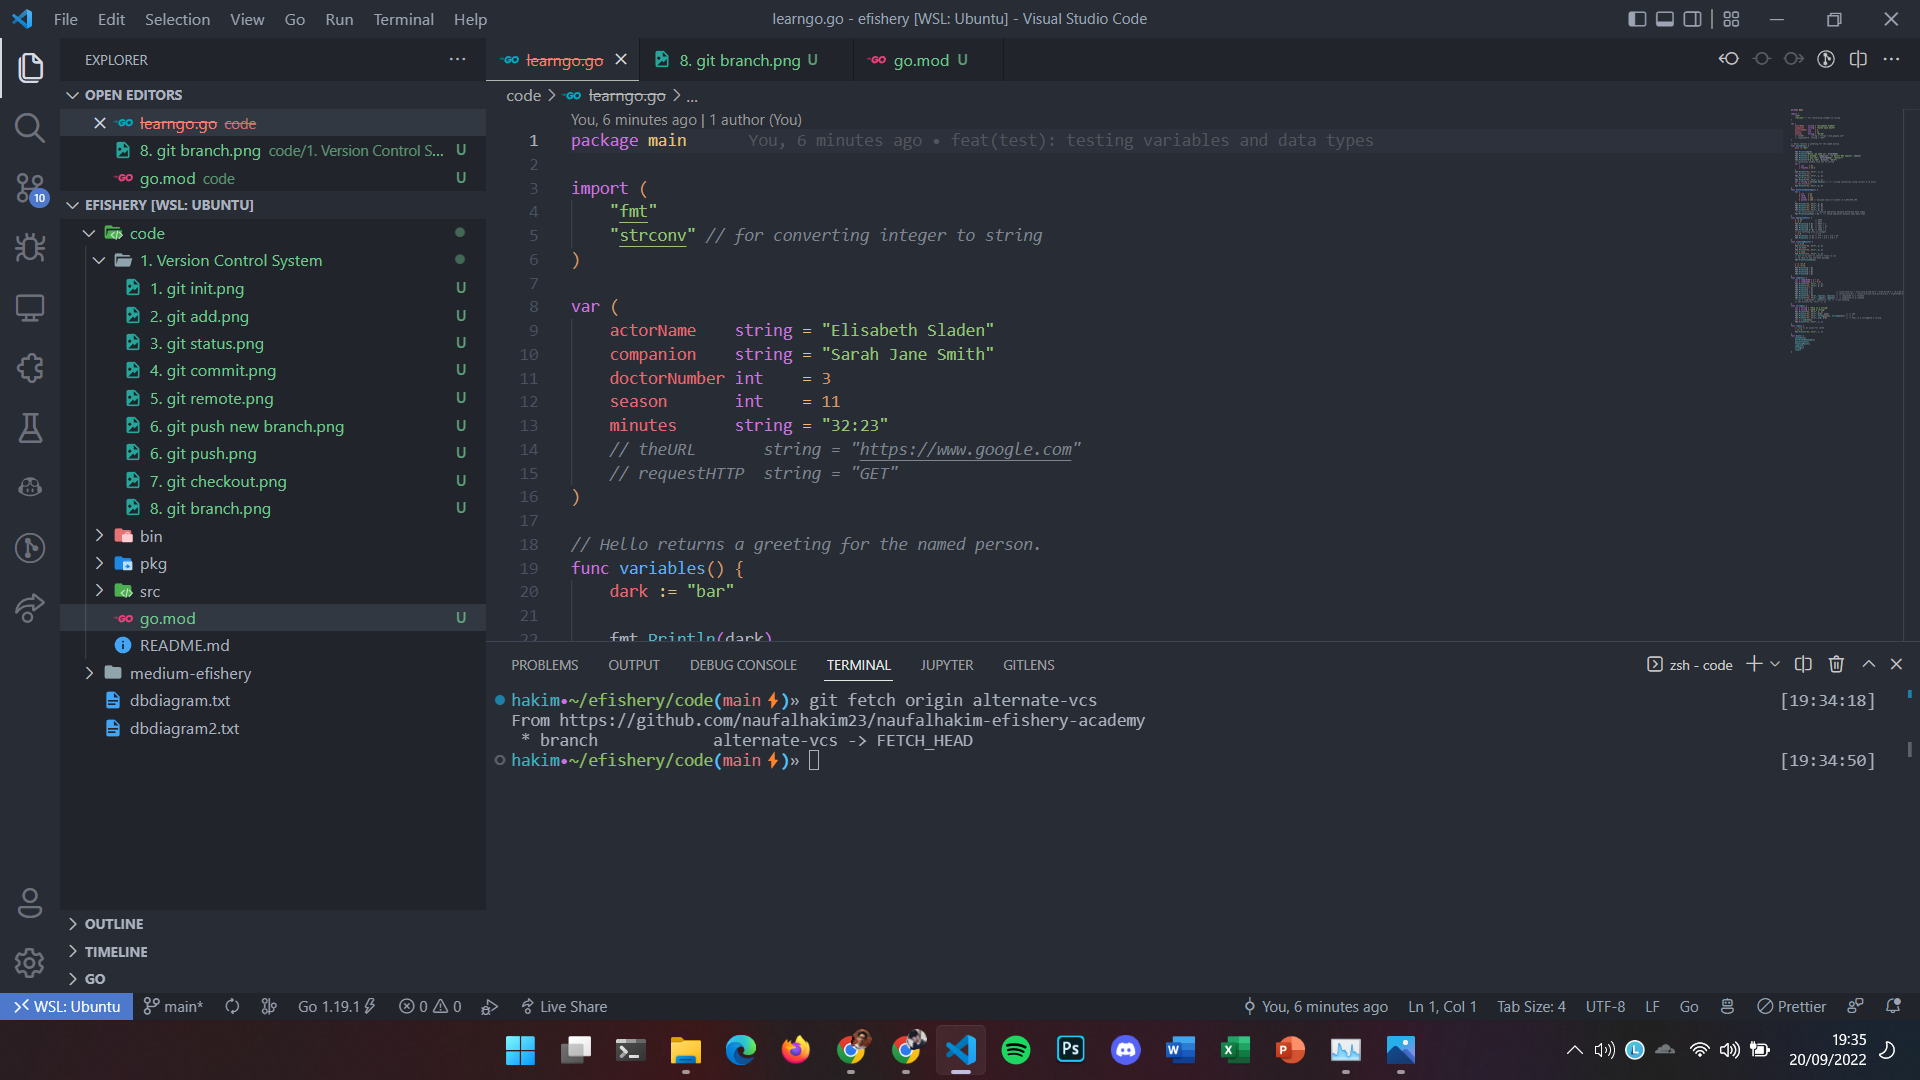 File Edit Selection View Go Run Terminal Help
learngo.go - efishery [WSL: Ubuntu] - Visual Studio Code
EXPLORER
OPEN EDITORS
learngo.go code
8. git branch.png code/1. Version Control S... U
go.mod code U
10
EFISHERY [WSL: UBUNTU]
code
1. Version Control System
1. git init.png U
2. git add.png U
3. git status.png U
4. git commit.png U
5. git remote.png U
6. git push new branch.png U
6. git push.png U
7. git checkout.png U
8. git branch.png U
bin
pkg
src
go.mod U
README.md
medium-efishery
dbdiagram.txt
dbdiagram2.txt
OUTLINE
TIMELINE
GO
learngo.go
8. git branch.png U
go.mod U
code > learngo.go > ...
You, 6 minutes ago | 1 author (You)
1 package main You, 6 minutes ago • feat(test): testing variables and data types
2
3 import (
4 "fmt"
5 "strconv" // for converting integer to string
6 )
7
8 var (
9 actorName string = "Elisabeth Sladen"
10 companion string = "Sarah Jane Smith"
11 doctorNumber int = 3
12 season int = 11
13 minutes string = "32:23"
14 // theURL string = "https://www.google.com"
15 // requestHTTP string = "GET"
16 )
17
18 // Hello returns a greeting for the named person.
19 func variables() {
20 dark := "bar"
21
22 fmt.Println(dark)
PROBLEMS OUTPUT DEBUG CONSOLE TERMINAL JUPYTER GITLENS
zsh - code
hakim•~/efishery/code(main⚡)» git fetch origin alternate-vcs [19:34:18]
From https://github.com/naufalhakim23/naufalhakim-efishery-academy
* branch alternate-vcs -> FETCH_HEAD
hakim•~/efishery/code(main⚡)» [19:34:50]
WSL: Ubuntu main* Go 1.19.1 0 0 Live Share
You, 6 minutes ago Ln 1, Col 1 Tab Size: 4 UTF-8 LF Go Prettier
19:35
20/09/2022